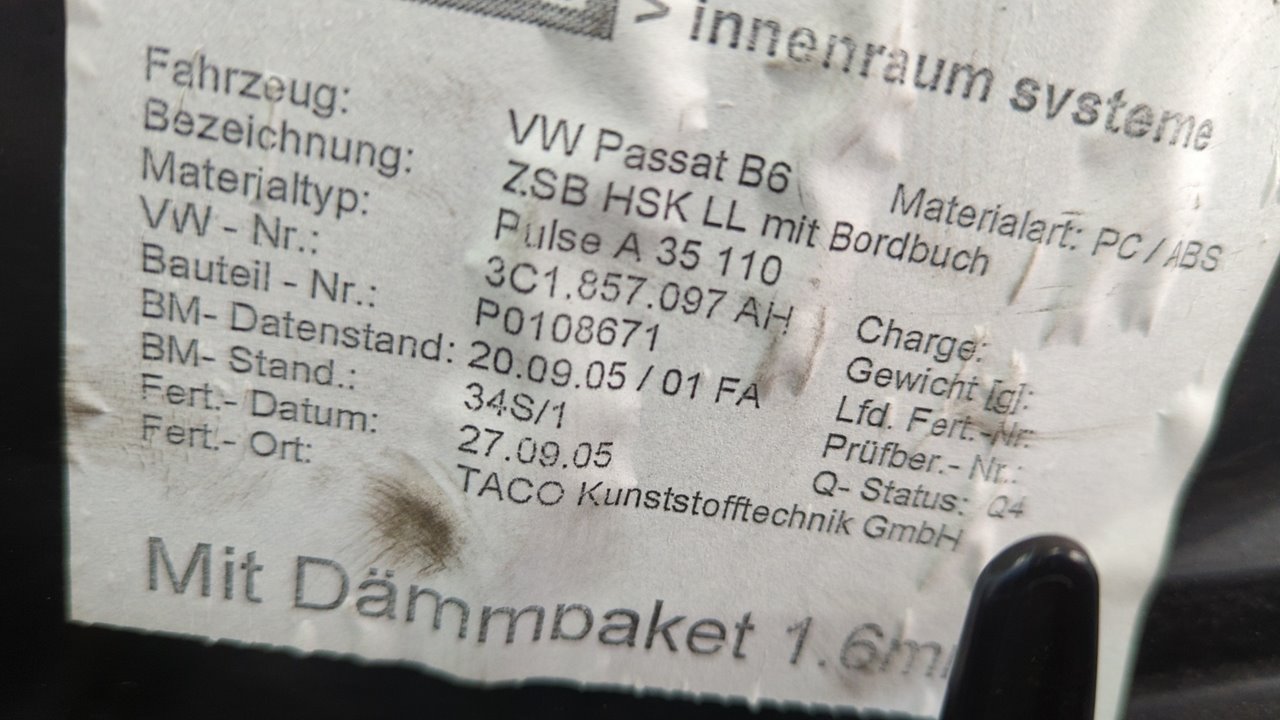 > innenraum systeme
Fahrzeug: VW Passat B6 Materialart: PC / ABS
Bezeichnung: ZSB HSK LL mit Bordbuch
Materialtyp: Pulse A 35 110
VW - Nr.: 3C1.857.097 AH Charge:
Bauteil - Nr.: P0108671 Gewicht [g]:
BM- Datenstand: 20.09.05 / 01 FA Lfd. Fert.-Nr.:
BM- Stand.: 34S/1 Prüfber.- Nr.:
Fert.- Datum: 27.09.05 Q- Status: Q4
Fert.- Ort: TACO Kunststofftechnik GmbH
Mit Dämmpaket 1.6m